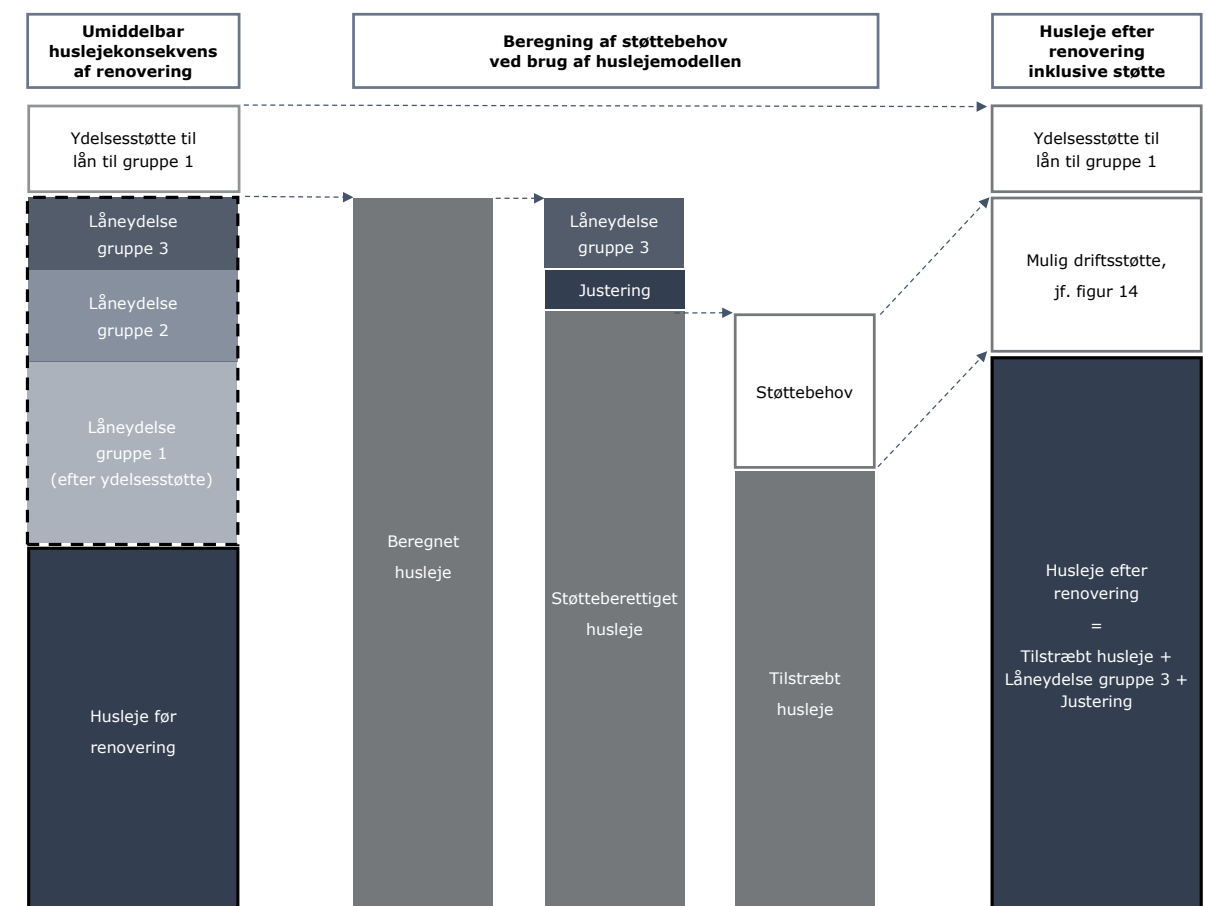 Umiddelbar
huslejekonsekvens
af renovering
Beregning af støttebehov
ved brug af huslejemodellen
Husleje efter
renovering
inklusive støtte
Ydelsesstøtte til
lån til gruppe 1
Låneydelse
gruppe 3
Låneydelse
gruppe 2
Låneydelse
gruppe 1
(efter ydelsesstøtte)
Husleje før
renovering
Beregnet
husleje
Låneydelse
gruppe 3
Justering
Støtteberettiget
husleje
Støttebehov
Tilstræbt
husleje
Ydelsesstøtte til
lån til gruppe 1
Mulig driftsstøtte,
jf. figur 14
Husleje efter
renovering
=
Tilstræbt husleje +
Låneydelse gruppe 3 +
Justering